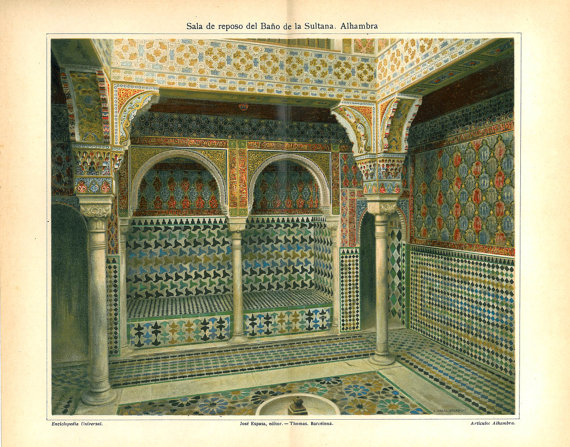 Sala de reposo del Baño de la Sultana. Alhambra
Enciclopedia Universal.
José Espasa, editor. — Thomas. Barcelona.
Artículo: Alhambra.